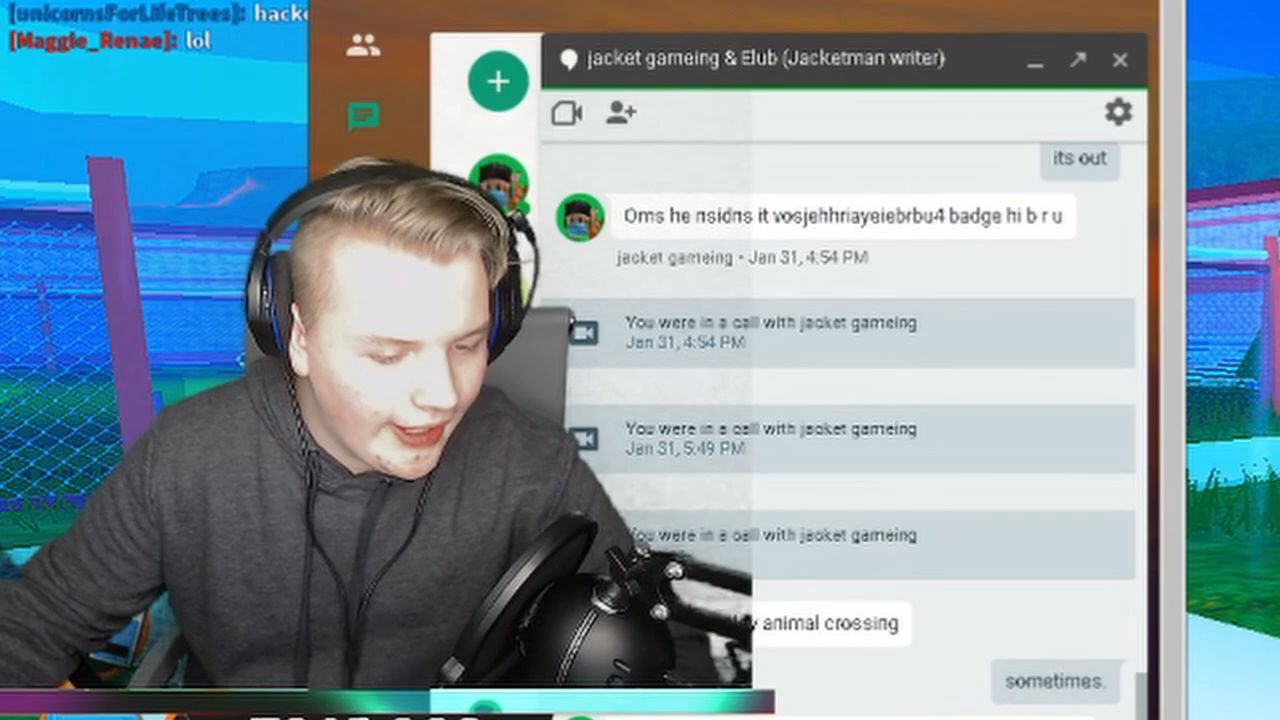 [unicornsForLifeTrees]: hack
[Maggie_Renae]: lol
jacket gameing & Elub (Jacketman writer)
its out
Oms he nsidns it vosjehhriayeiebrbu4 badge hi b r u
jacket gameing • Jan 31, 4:54 PM
You were in a call with jacket gameing
Jan 31, 4:54 PM
You were in a call with jacket gameing
Jan 31, 5:49 PM
You were in a call with jacket gameing
animal crossing
sometimes.